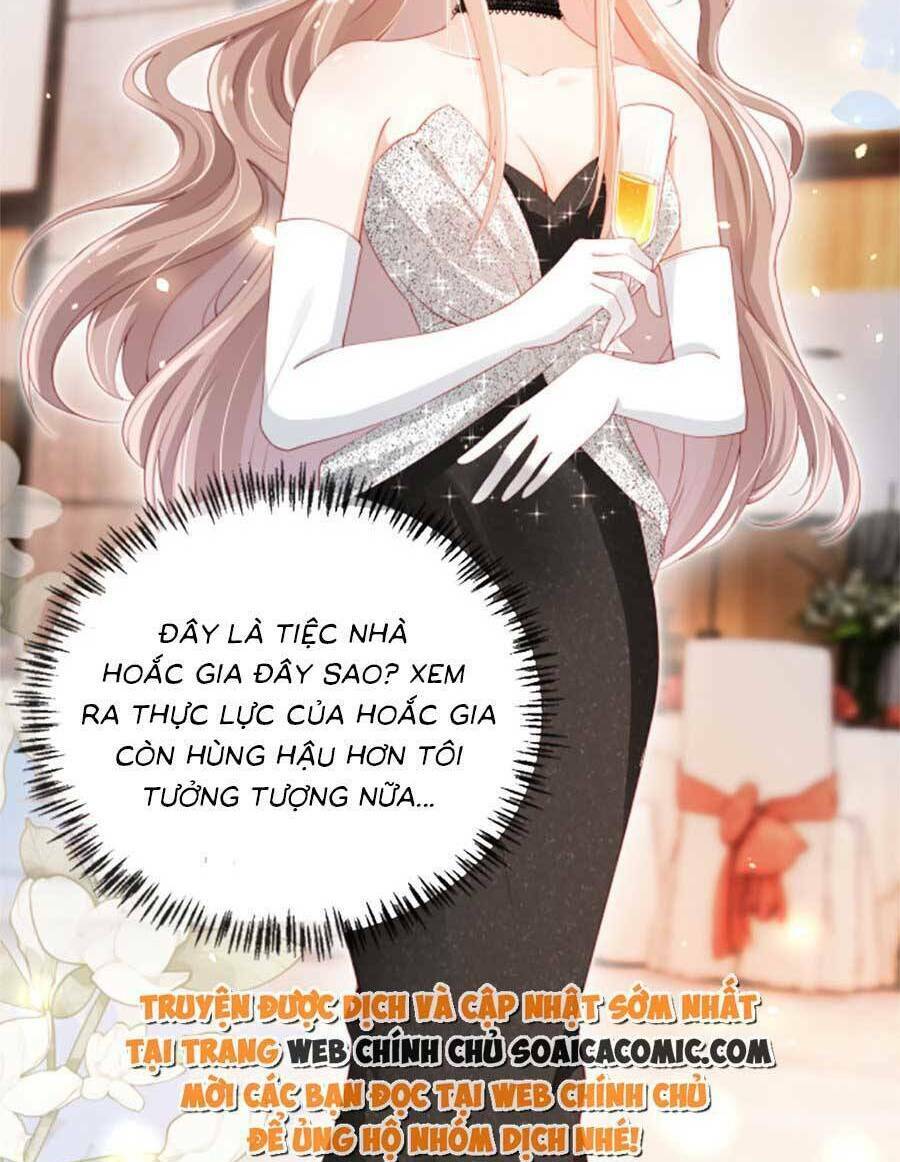 ĐÂY LÀ TIỆC NHÀ
HOẮC GIA ĐÂY SAO? XEM
RA THỰC LỰC CỦA HOẮC GIA
CÒN HÙNG HẬU HƠN TÔI
TƯỞNG TƯỢNG NỮA...
TRUYỆN ĐƯỢC DỊCH VÀ CẬP NHẬT SỚM NHẤT
TẠI TRANG WEB CHÍNH CHỦ SOAICACOMIC.COM
MỜI CÁC BẠN ĐỌC TẠI WEB CHÍNH CHỦ
ĐỂ ỦNG HỘ NHÓM DỊCH NHÉ!